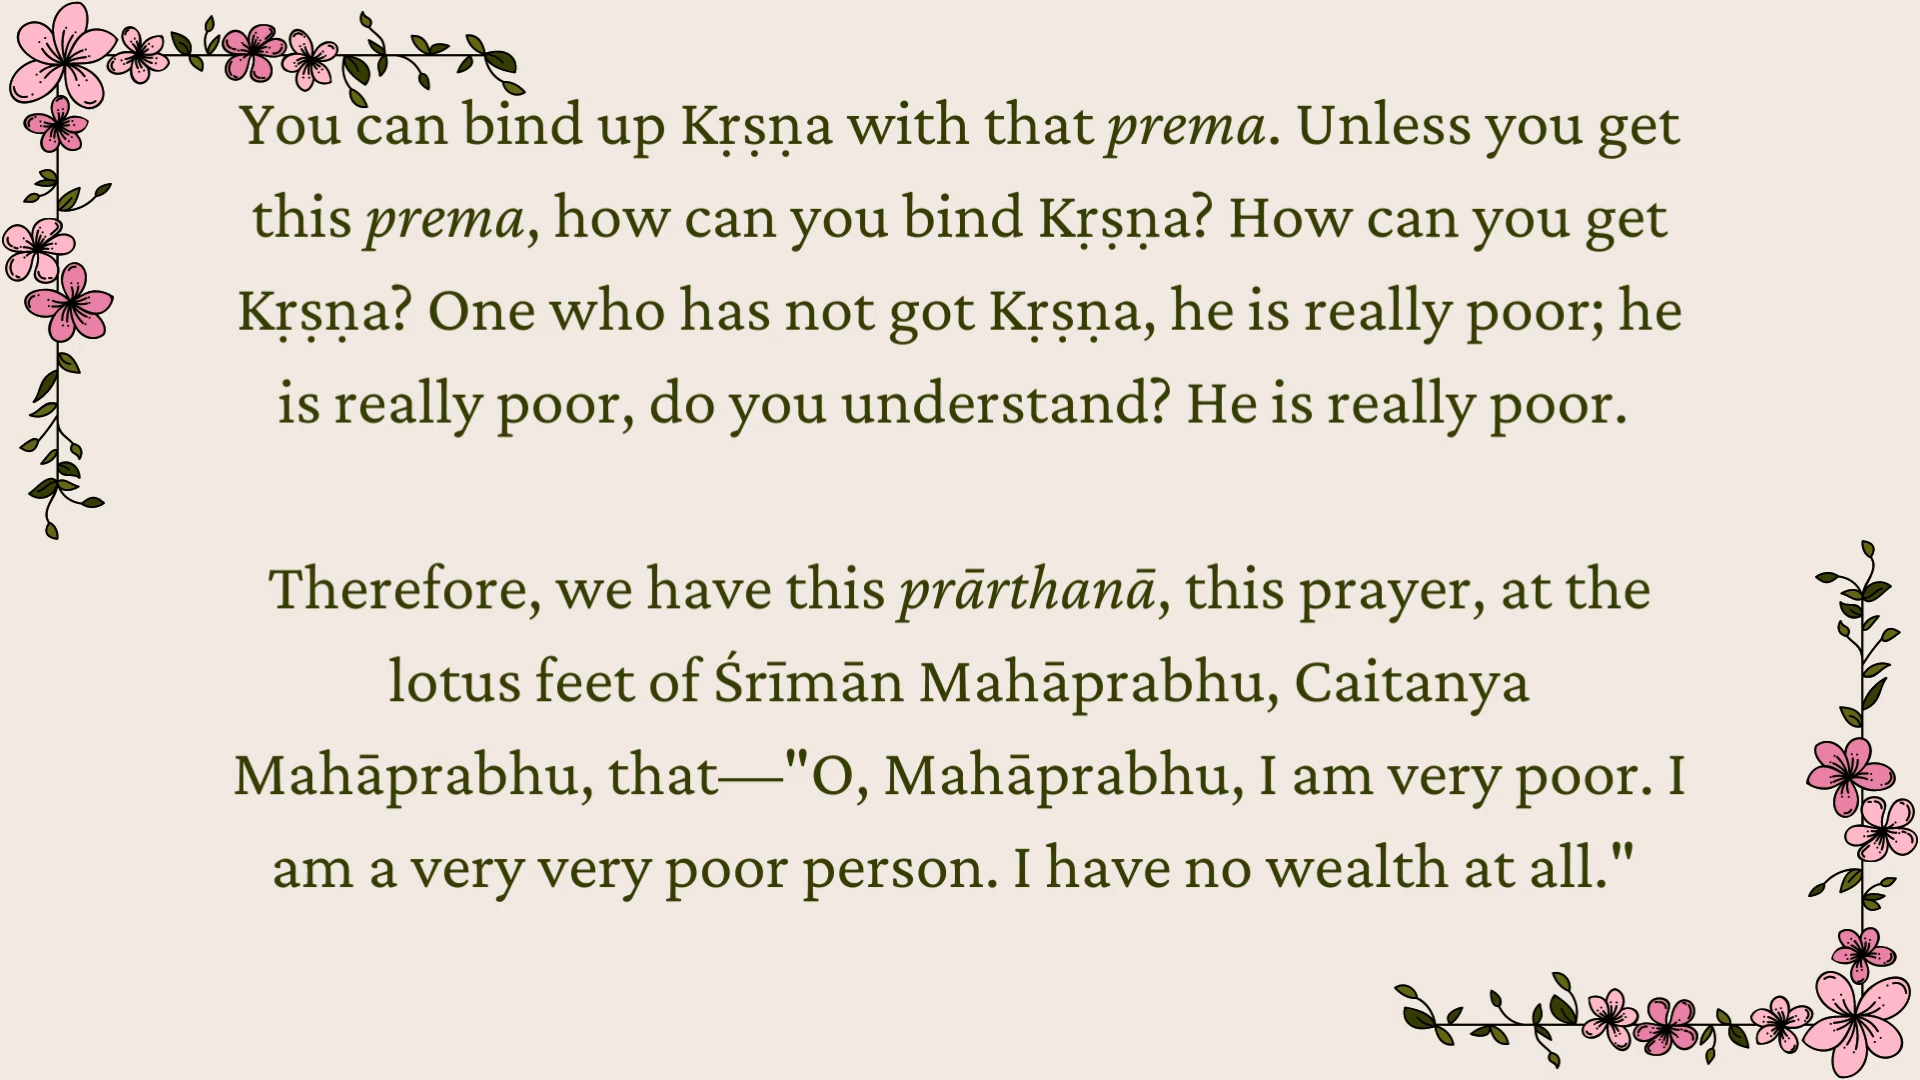 You can bind up Kṛṣṇa with that prema. Unless you get
this prema, how can you bind Kṛṣṇa? How can you get
Kṛṣṇa? One who has not got Kṛṣṇa, he is really poor; he
is really poor, do you understand? He is really poor.
Therefore, we have this prārthanā, this prayer, at the
lotus feet of Śrīmān Mahāprabhu, Caitanya
Mahāprabhu, that—"O, Mahāprabhu, I am very poor. I
am a very very poor person. I have no wealth at all."